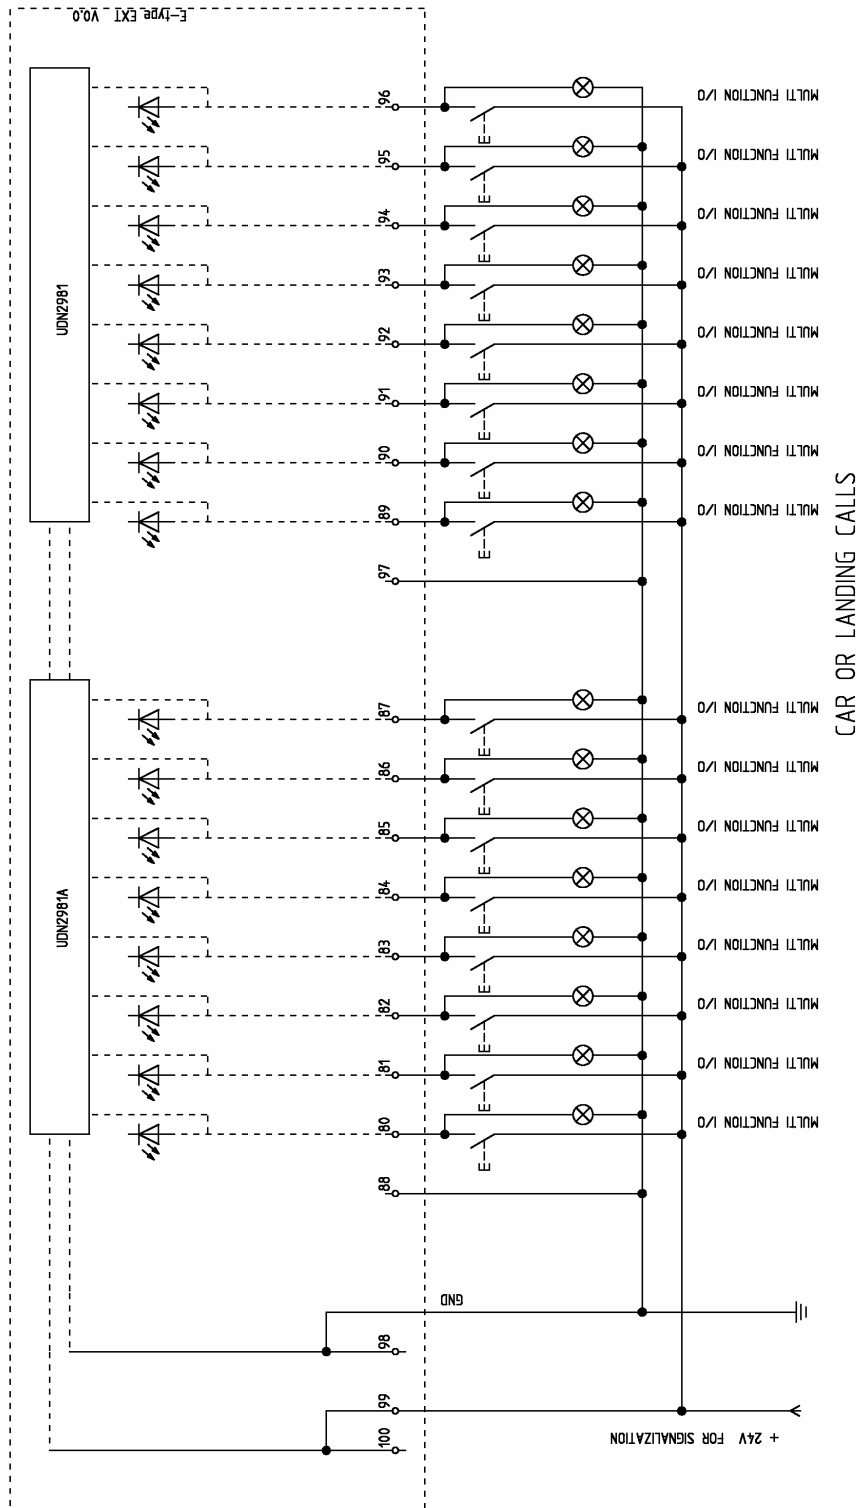 E-type EXT V0.0
96
MULTI FUNCTION I/O
95
MULTI FUNCTION I/O
94
MULTI FUNCTION I/O
93
MULTI FUNCTION I/O
UDN2981
92
MULTI FUNCTION I/O
91
MULTI FUNCTION I/O
90
MULTI FUNCTION I/O
89
MULTI FUNCTION I/O
97
CAR OR LANDING CALLS
87
MULTI FUNCTION I/O
86
MULTI FUNCTION I/O
85
MULTI FUNCTION I/O
84
MULTI FUNCTION I/O
UDN2981A
83
MULTI FUNCTION I/O
82
MULTI FUNCTION I/O
81
MULTI FUNCTION I/O
80
MULTI FUNCTION I/O
88
GND
98
99
100
+ 24V FOR SIGNALIZATION